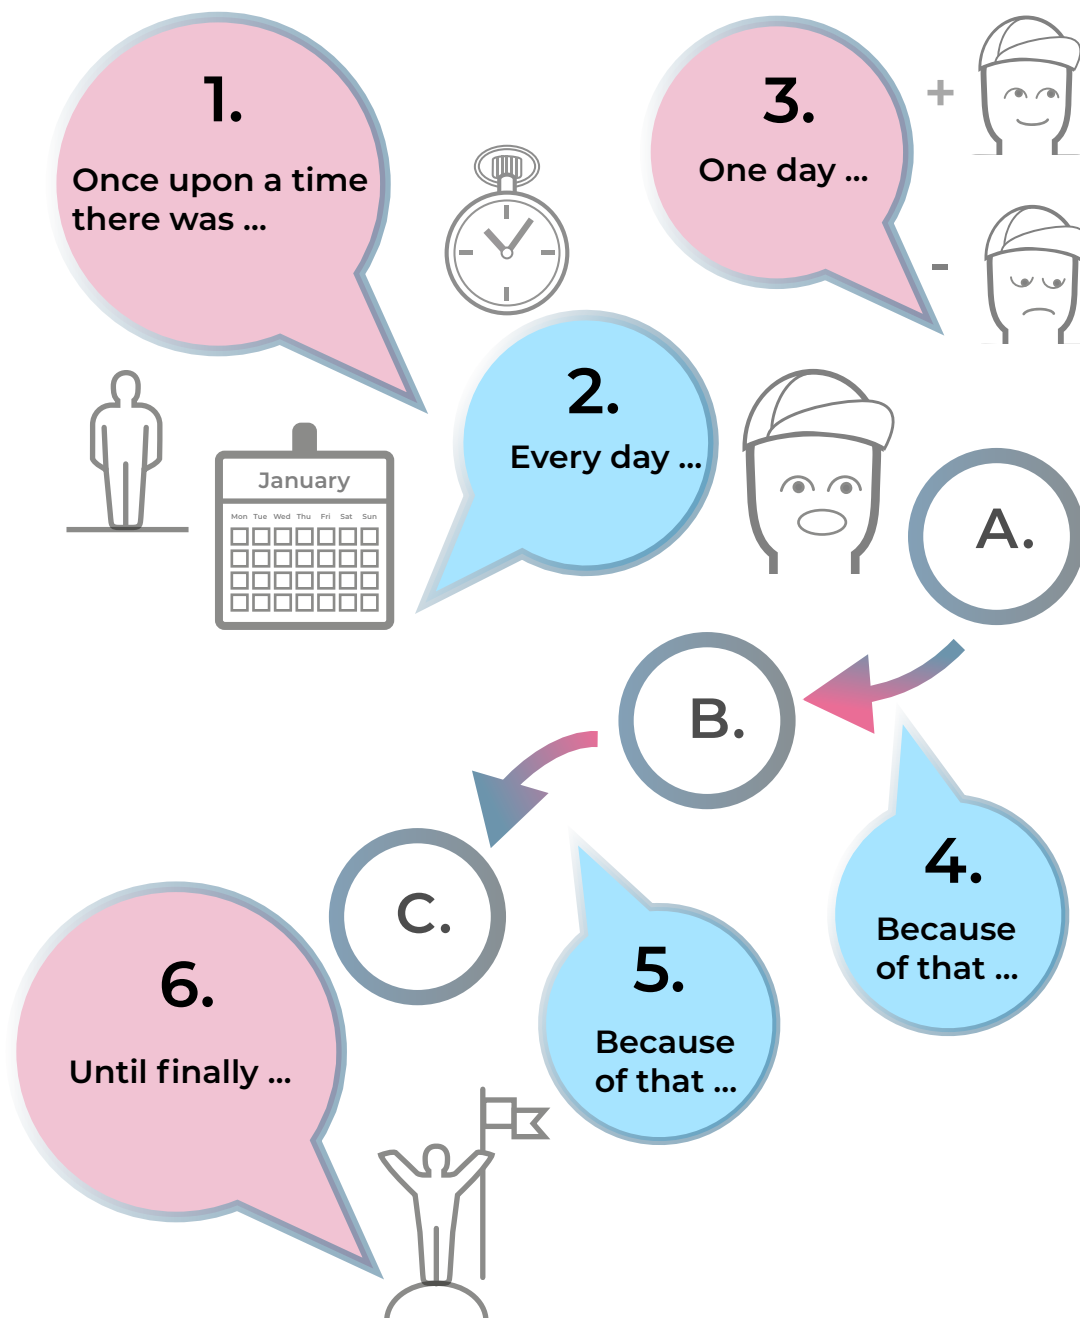 1.
Once upon a time
there was ...
2.
Every day ...
January
Mon Tue Wed Thu Fri Sat Sun
3.
One day ...
+
-
A.
B.
C.
4.
Because
of that ...
5.
Because
of that ...
6.
Until finally ...